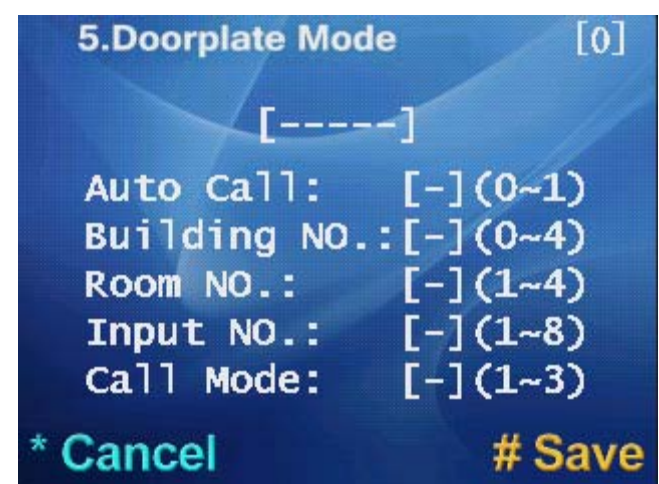 5.Doorplate Mode [0]
[-----]
Auto Call: [-](0~1)
Building NO.:[-](0~4)
Room NO.: [-](1~4)
Input NO.: [-](1~8)
Call Mode: [-](1~3)
* Cancel # Save